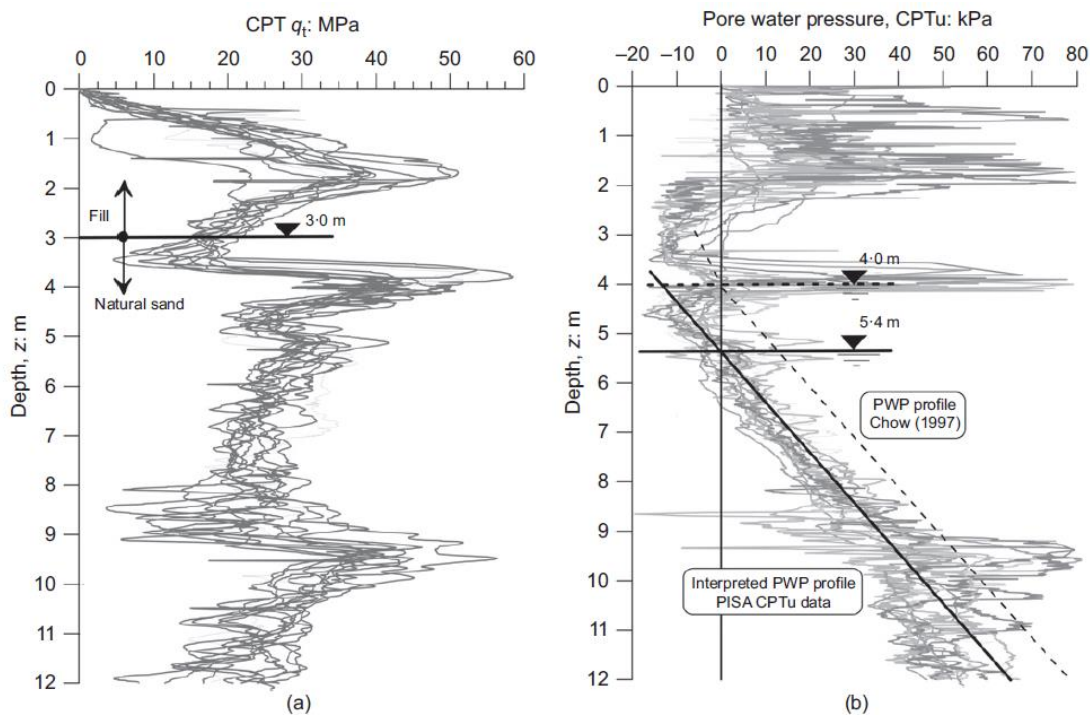 CPT qt: MPa
0 10 20 30 40 50 60
0
1
2
3
4
5
6
7
8
9
10
11
12
Depth, z: m
Fill
3·0 m
Natural sand
(a)
Pore water pressure, CPTu: kPa
–20 –10 0 10 20 30 40 50 60 70 80
0
1
2
3
4
5
6
7
8
9
10
11
12
Depth, z: m
4·0 m
5·4 m
PWP profile
Chow (1997)
Interpreted PWP profile
PISA CPTu data
(b)